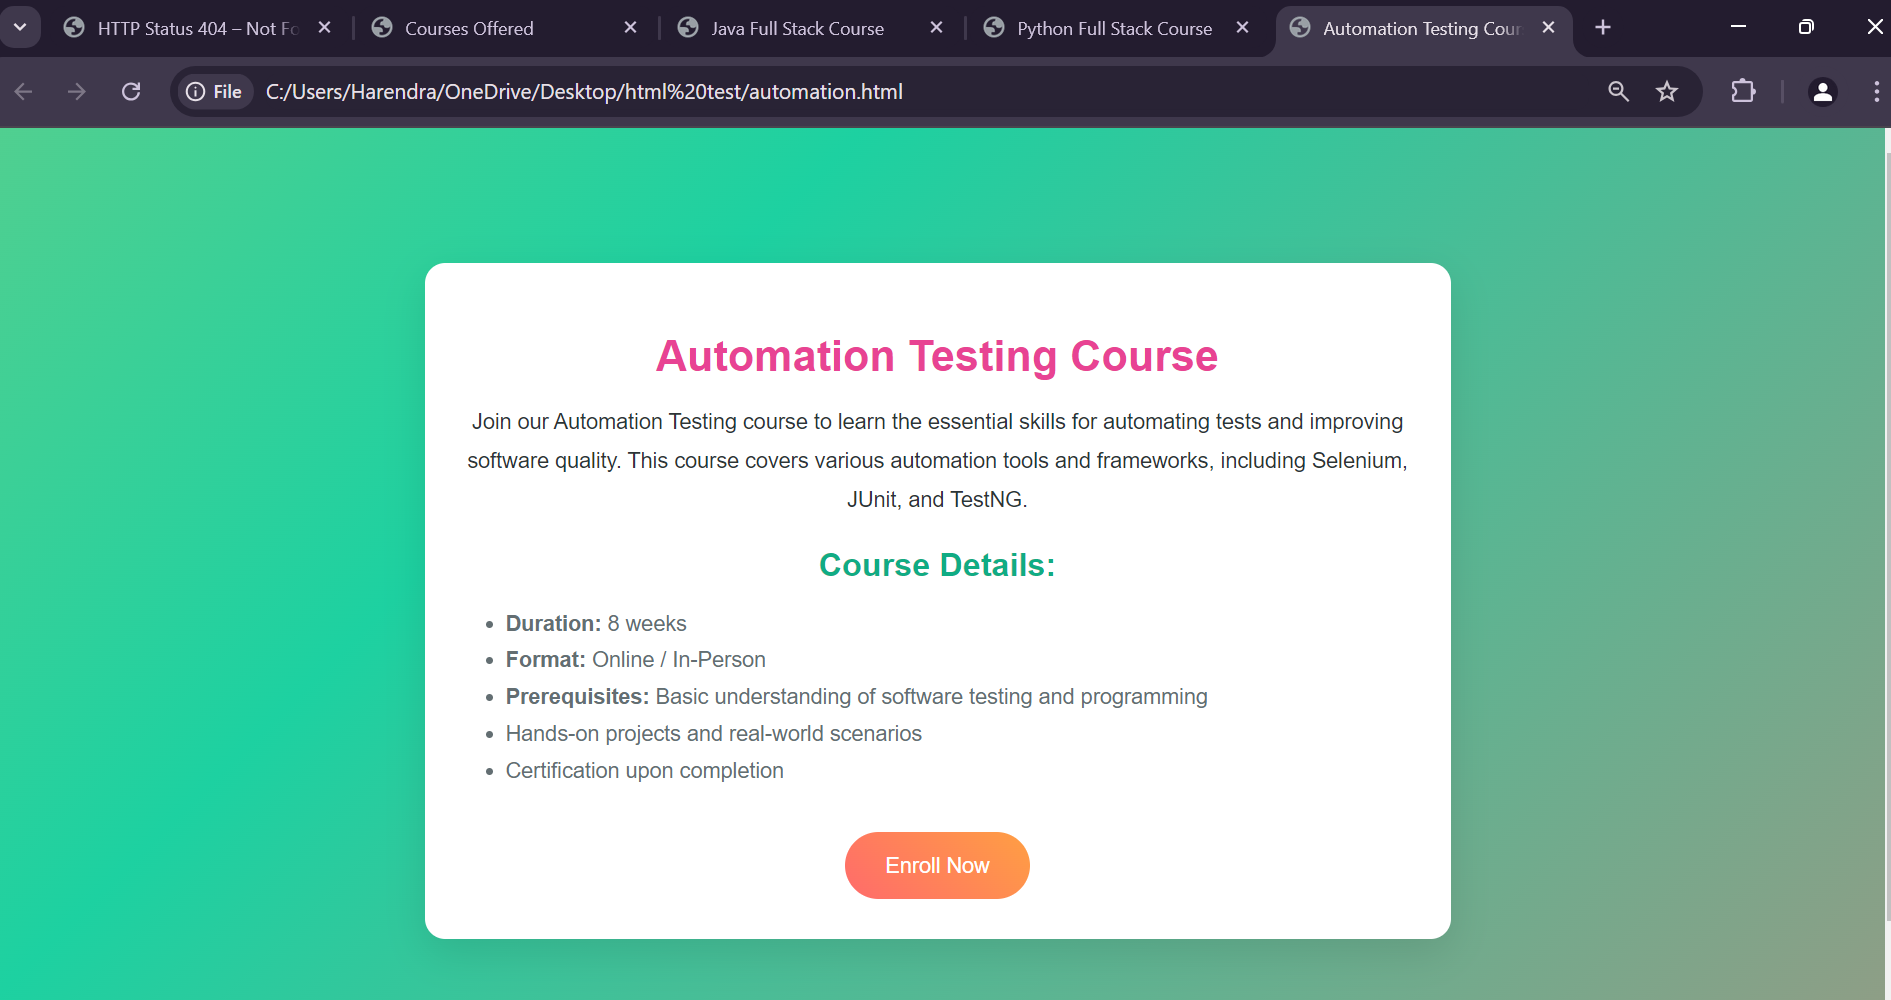 HTTP Status 404 – Not Fo
Courses Offered
Java Full Stack Course
Python Full Stack Course
Automation Testing Cour
File
C:/Users/Harendra/OneDrive/Desktop/html%20test/automation.html
Automation Testing Course
Join our Automation Testing course to learn the essential skills for automating tests and improving
software quality. This course covers various automation tools and frameworks, including Selenium,
JUnit, and TestNG.
Course Details:
• Duration: 8 weeks
• Format: Online / In-Person
• Prerequisites: Basic understanding of software testing and programming
• Hands-on projects and real-world scenarios
• Certification upon completion
Enroll Now